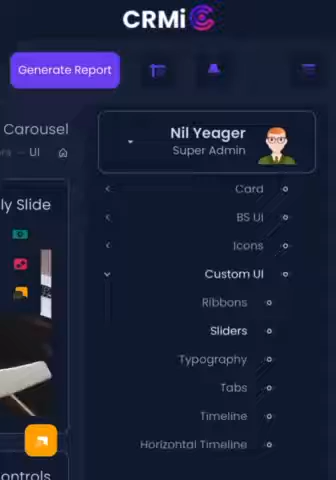 CRMi
Generate Report
Carousel
UI
Nil Yeager
Super Admin
ly Slide
Card
BS UI
Icons
Custom UI
Ribbons
Sliders
Typography
Tabs
Timeline
Horizontal Timeline
ontrols